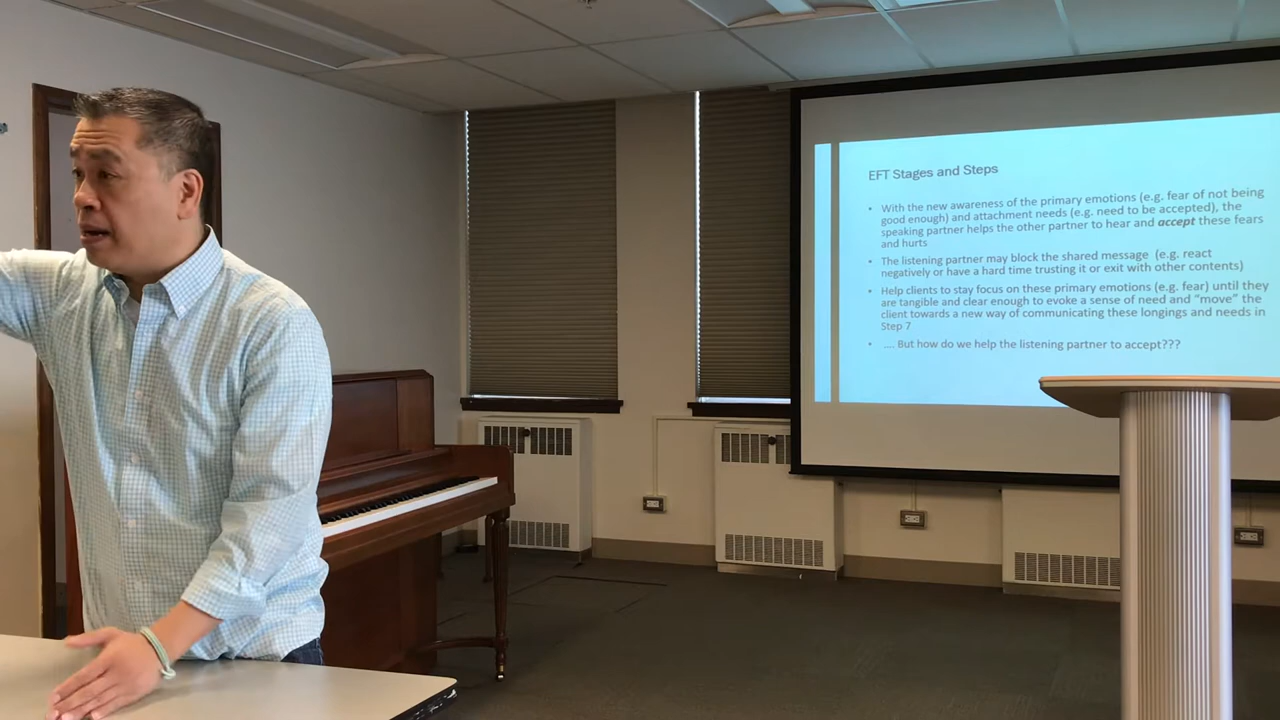 EFT Stages and Steps
• With the new awareness of the primary emotions (e.g. fear of not being
good enough) and attachment needs (e.g. need to be accepted), the
speaking partner helps the other partner to hear and accept these fears
and hurts
• The listening partner may block the shared message (e.g. react
negatively or have a hard time trusting it or exit with other contents)
• Help clients to stay focus on these primary emotions (e.g. fear) until they
are tangible and clear enough to evoke a sense of need and “move” the
client towards a new way of communicating these longings and needs in
Step 7
• .... But how do we help the listening partner to accept???